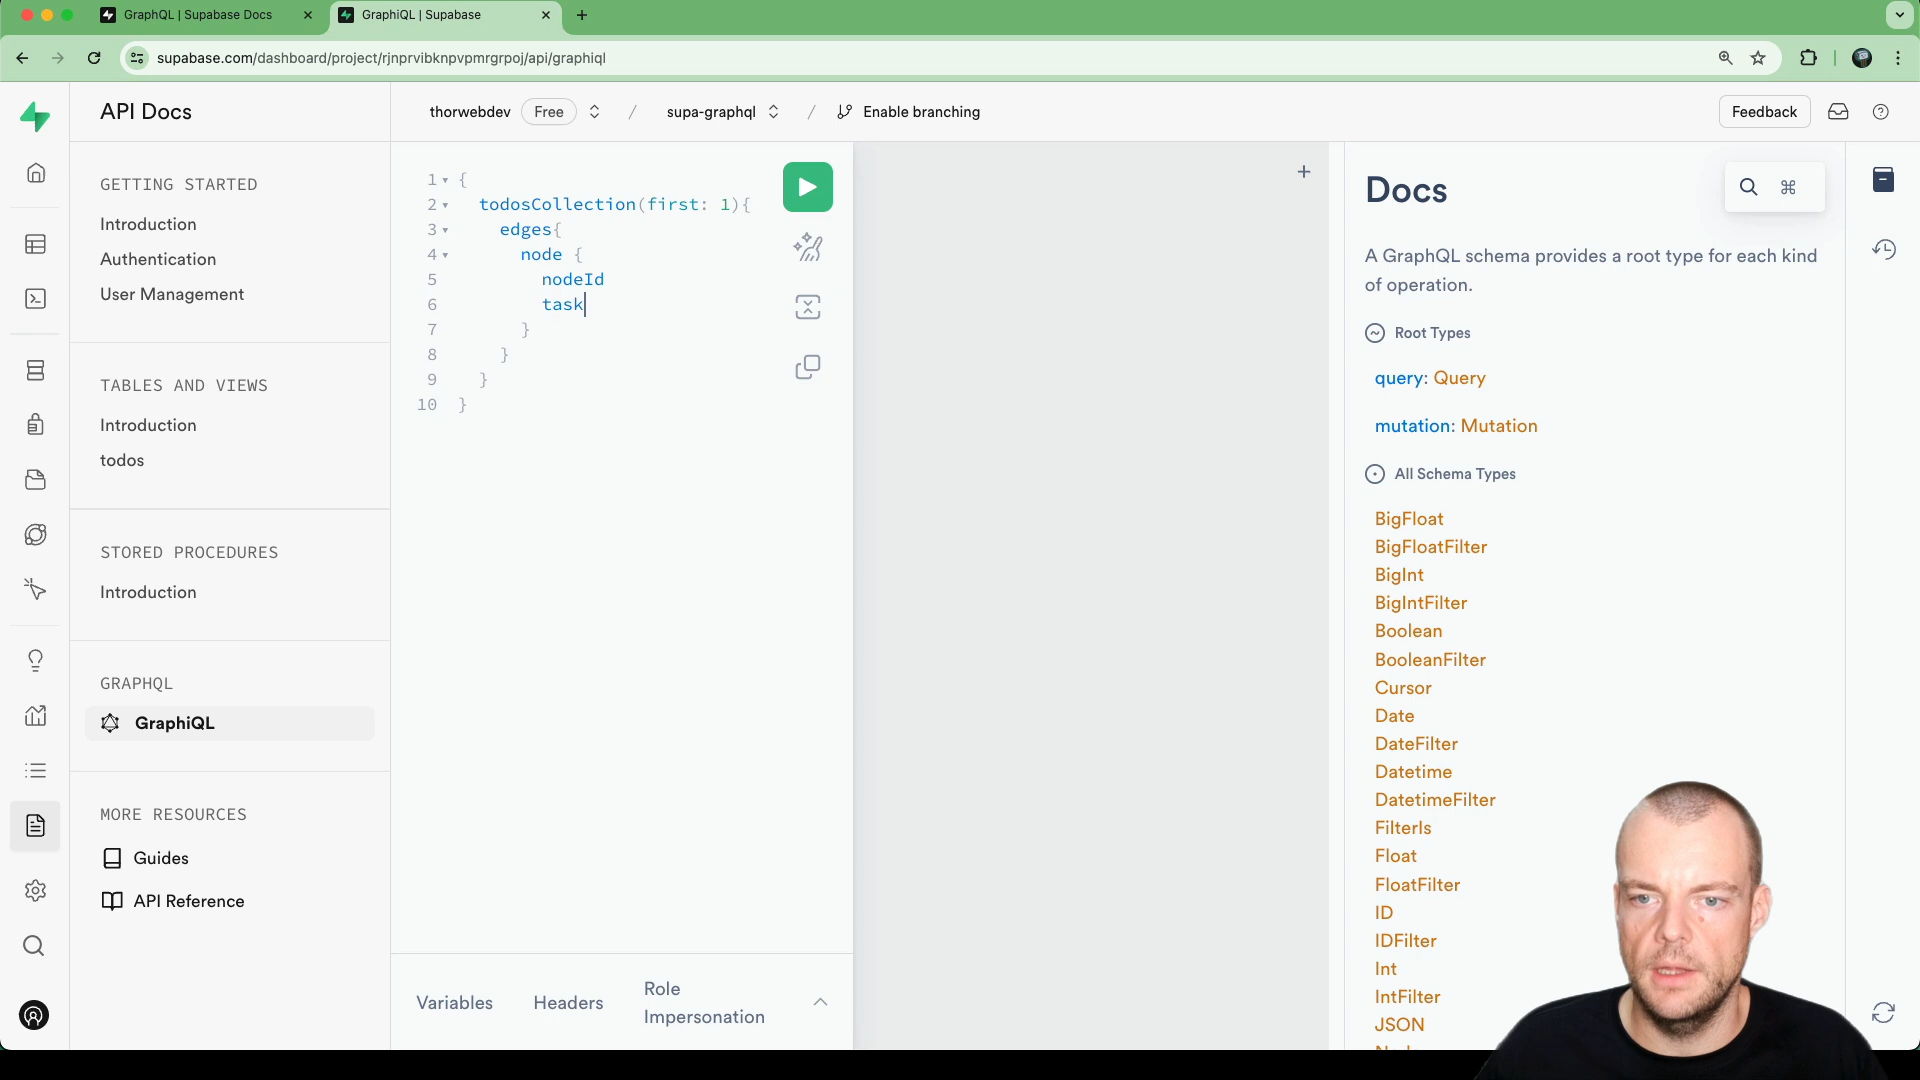 GraphQL | Supabase Docs
GraphiQL | Supabase
supabase.com/dashboard/project/rjnprvibknpvpmrgrpoj/api/graphiql
API Docs
thorwebdev Free / supa-graphql / Enable branching
Feedback
GETTING STARTED
Introduction
Authentication
User Management
TABLES AND VIEWS
Introduction
todos
STORED PROCEDURES
Introduction
GRAPHQL
GraphiQL
MORE RESOURCES
Guides
API Reference
1 {
2 todosCollection(first: 1){
3 edges{
4 node {
5 nodeId
6 task
7 }
8 }
9 }
10 }
Variables
Headers
Role
Impersonation
Docs
⌘
A GraphQL schema provides a root type for each kind
of operation.
Root Types
query: Query
mutation: Mutation
All Schema Types
BigFloat
BigFloatFilter
BigInt
BigIntFilter
Boolean
BooleanFilter
Cursor
Date
DateFilter
Datetime
DatetimeFilter
FilterIs
Float
FloatFilter
ID
IDFilter
Int
IntFilter
JSON